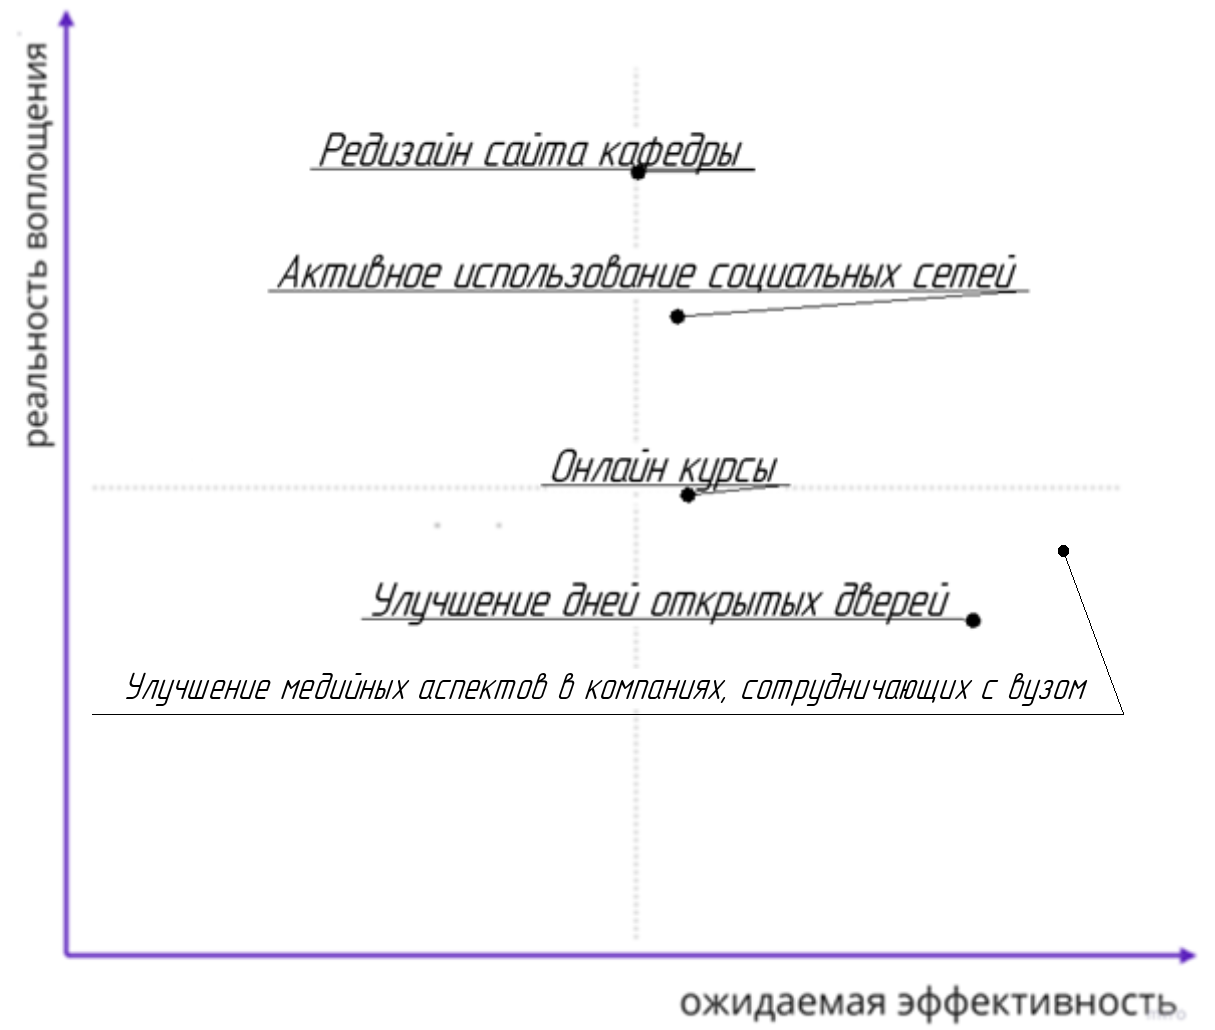 реальность воплощения
Редизайн сайта кафедры
Активное использование социальных сетей
Онлайн курсы
Улучшение дней открытых дверей
Улучшение медийных аспектов в компаниях, сотрудничающих с вузом
ожидаемая эффективность
miro